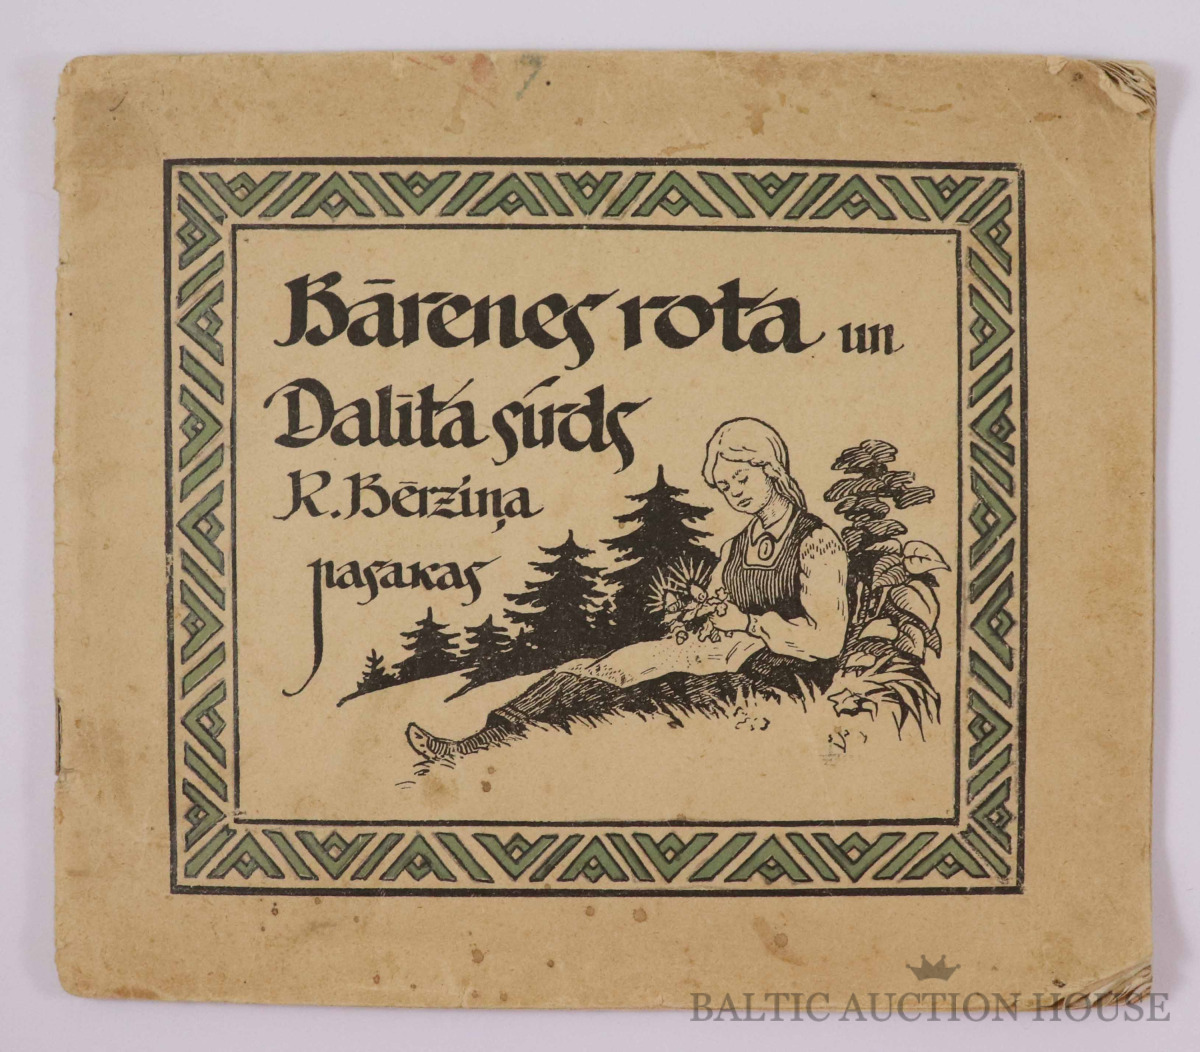 Bārenes rota un
Dalītā sirds
R. Bērziņa
pasakas
BALTIC AUCTION HOUSE